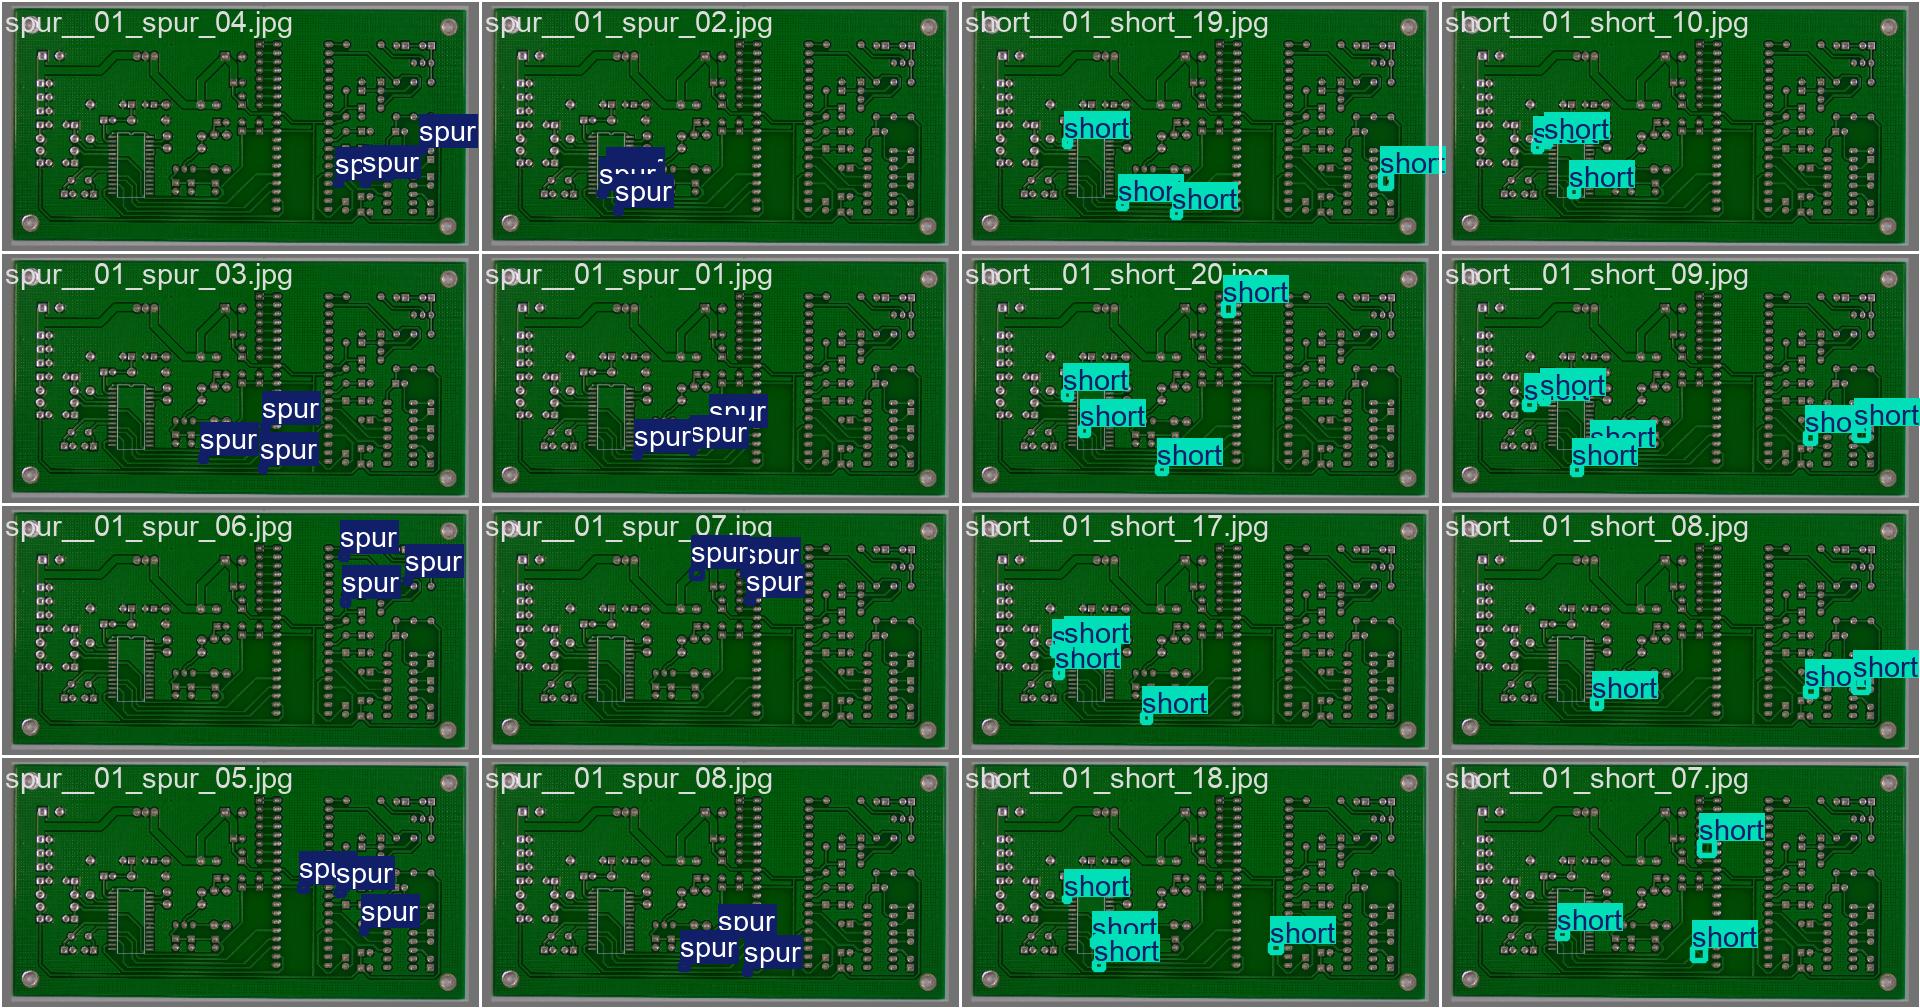 spur__01_spur_04.jpg
spur
spur
spur__01_spur_02.jpg
spur
spur
short__01_short_19.jpg
short
short
short
short__01_short_10.jpg
short
short
spur__01_spur_03.jpg
spur
spur
spur
spur__01_spur_01.jpg
spur
spur
spur
short__01_short_20.jpg
short
short
short
short
short__01_short_09.jpg
short
short
short
short
spur__01_spur_06.jpg
spur
spur
spur
spur__01_spur_07.jpg
spur
spur
spur
short__01_short_17.jpg
short
short
short
short__01_short_08.jpg
short
short
spur__01_spur_05.jpg
spur
spur
spur__01_spur_08.jpg
spur
spur
spur
short__01_short_18.jpg
short
short
short
short
short__01_short_07.jpg
short
short
short